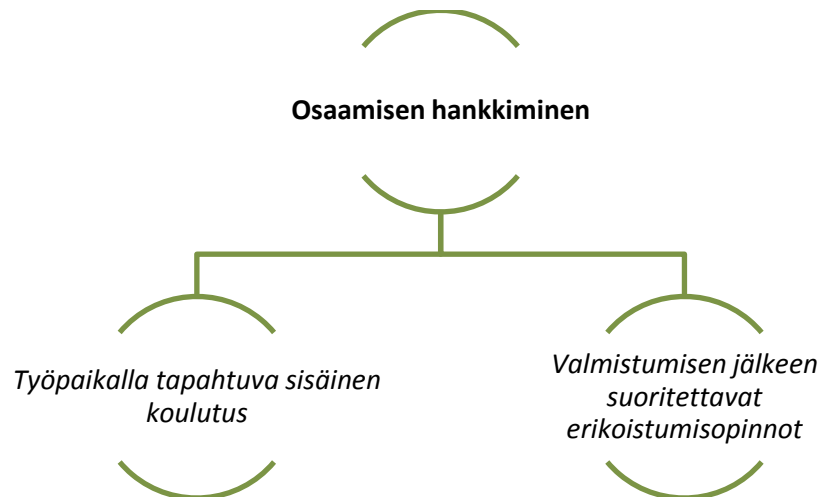 Osaamisen hankkiminen
Työpaikalla tapahtuva sisäinen
koulutus
Valmistumisen jälkeen
suoritettavat
erikoistumisopinnot